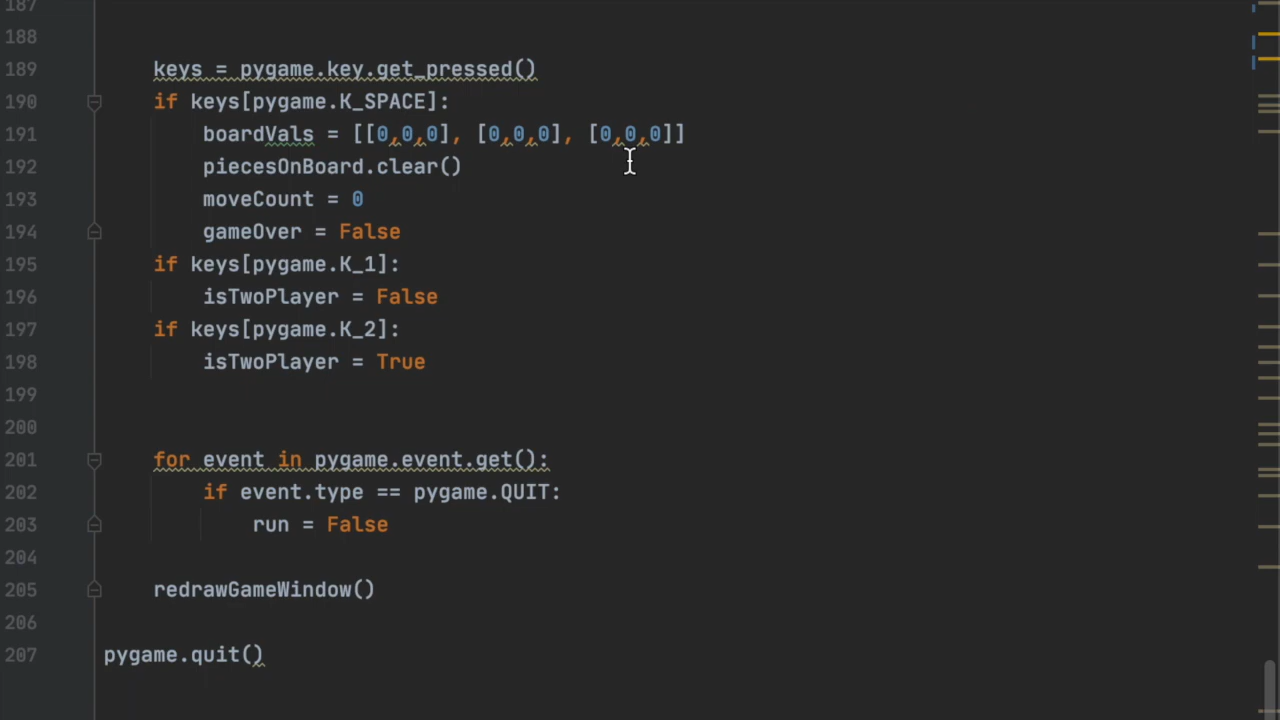 187
188
189 keys = pygame.key.get_pressed()
190 if keys[pygame.K_SPACE]:
191 boardVals = [[0,0,0], [0,0,0], [0,0,0]]
192 piecesOnBoard.clear()
193 moveCount = 0
194 gameOver = False
195 if keys[pygame.K_1]:
196 isTwoPlayer = False
197 if keys[pygame.K_2]:
198 isTwoPlayer = True
199
200
201 for event in pygame.event.get():
202 if event.type == pygame.QUIT:
203 run = False
204
205 redrawGameWindow()
206
207 pygame.quit()